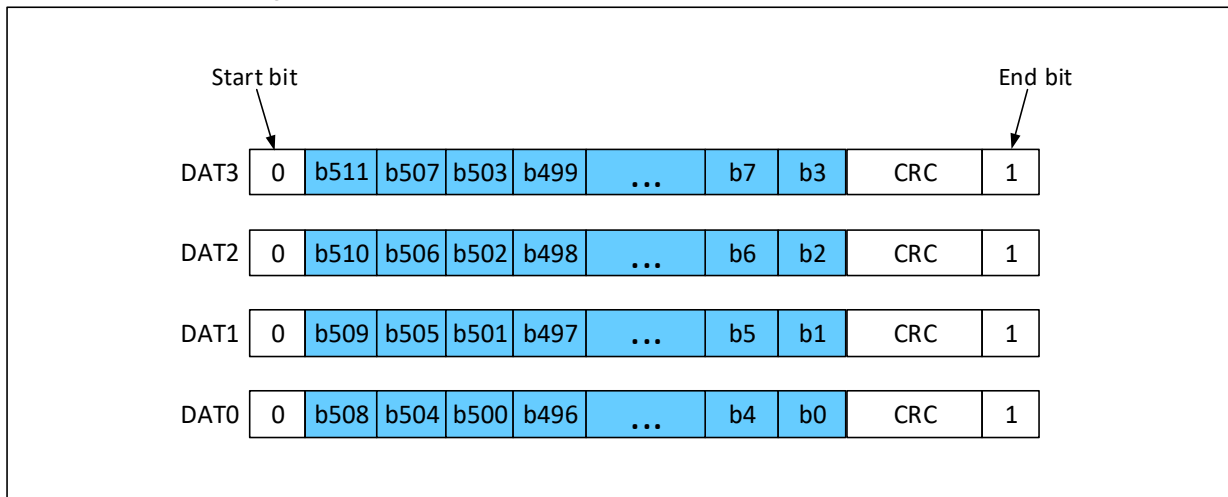 Start bit End bit
DAT3 0 b511 b507 b503 b499 ... b7 b3 CRC 1
DAT2 0 b510 b506 b502 b498 ... b6 b2 CRC 1
DAT1 0 b509 b505 b501 b497 ... b5 b1 CRC 1
DAT0 0 b508 b504 b500 b496 ... b4 b0 CRC 1